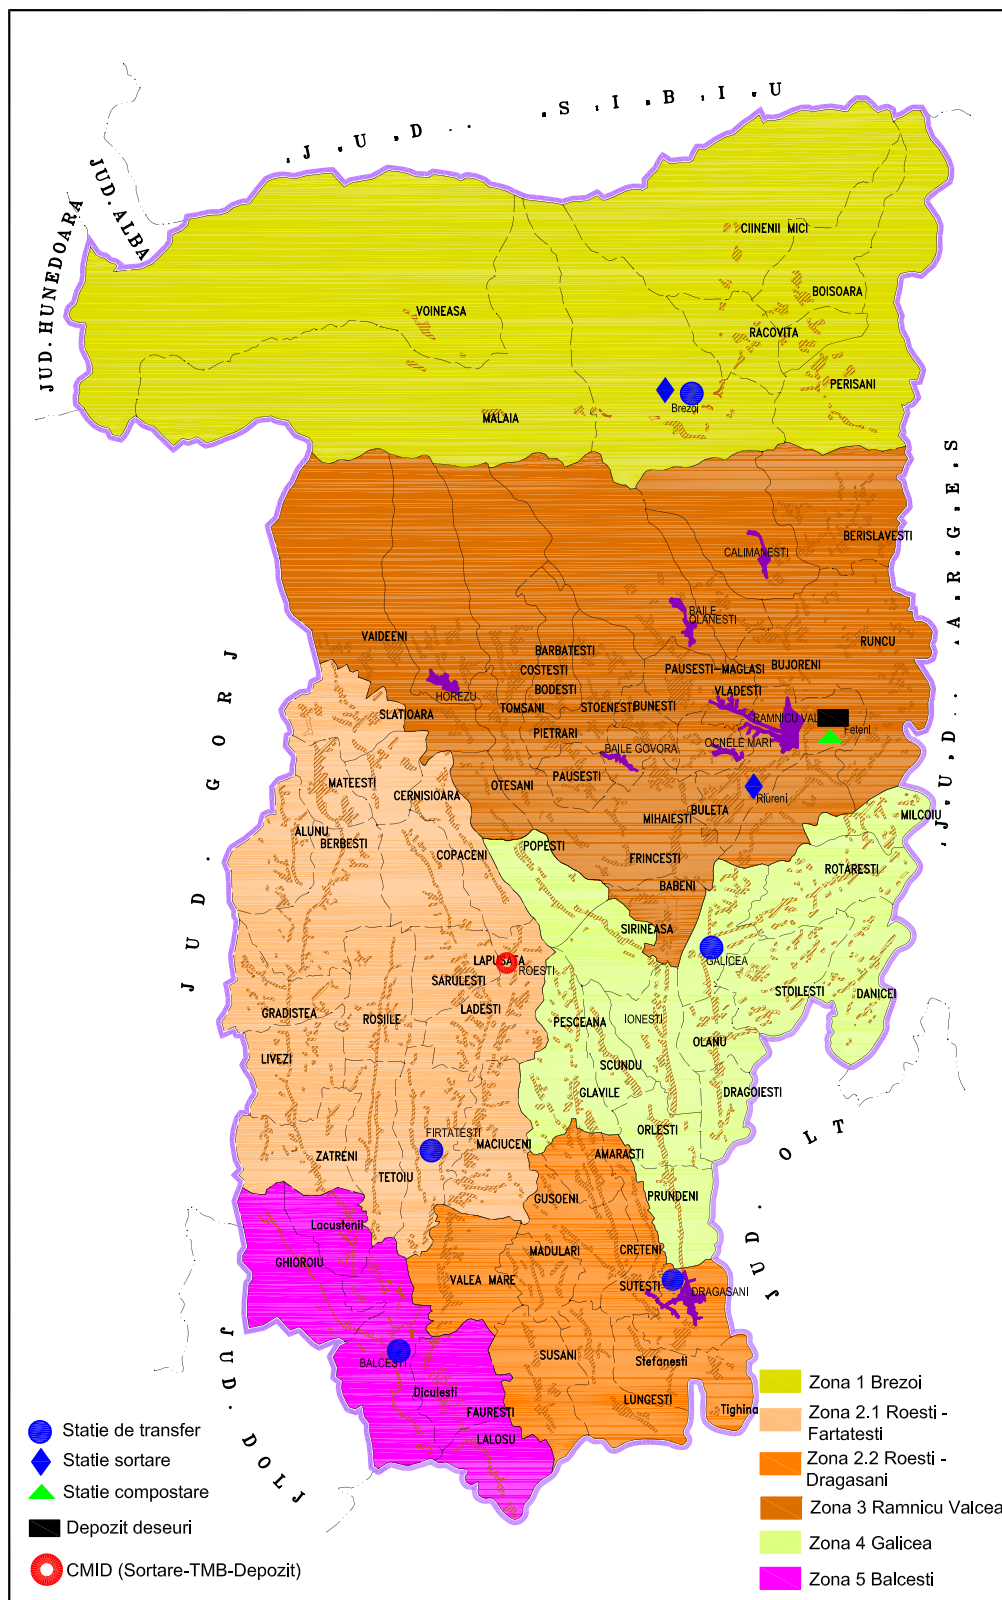 JUD. SIBIU
JUD. ALBA
JUD. HUNEDOARA
CIINENII MICI
BOISOARA
VOINEASA
RACOVITA
PERISANI
Brezoi
MALAIA
JUD. ARGES
BERISLAVESTI
CALIMANESTI
BAILE
OLANESTI
VAIDEENI
RUNCU
BARBATESTI
COSTESTI
PAUSESTI-MAGLASI
BUJORENI
BODESTI
VLADESTI
HOREZU
TOMSANI
STOENESTI
BUNESTI
SLATIOARA
RAMNICU VAL
Feteni
PIETRARI
BAILE GOVORA
OCNELE MARI
JUD. GORJ
MATEESTI
CERNISIOARA
OTESANI
PAUSESTI
Riureni
BULETA
MIHAIESTI
MILCOIU
ALUNU
BERBESTI
COPACENI
POPESTI
FRINCESTI
ROTARESTI
BABENI
SIRINEASA
LAPUSATA
ROESTI
GALICEA
SARULESTI
STOILESTI
DANICEI
LADESTI
GRADISTEA
ROSIILE
PESCEANA
IONESTI
OLANU
LIVEZI
SCUNDU
GLAVILE
DRAGOIESTI
FIRTATESTI
MACIUCENI
ORLESTI
JUD. OLT
ZATRENI
TETOIU
AMARASTI
GUSOENI
PRUNDENI
Lacustenii
GHIOROIU
MADULARI
CRETENI
VALEA MARE
SUTESTI
DRAGASANI
BALCESTI
SUSANI
Stefanesti
Diculesti
LUNGESTI
Tighina
FAURESTI
LALOSU
JUD. DOLJ
Statie de transfer
Statie sortare
Statie compostare
Depozit deseuri
CMID (Sortare-TMB-Depozit)
Zona 1 Brezoi
Zona 2.1 Roesti -
Fartatesti
Zona 2.2 Roesti -
Dragasani
Zona 3 Ramnicu Valcea
Zona 4 Galicea
Zona 5 Balcesti